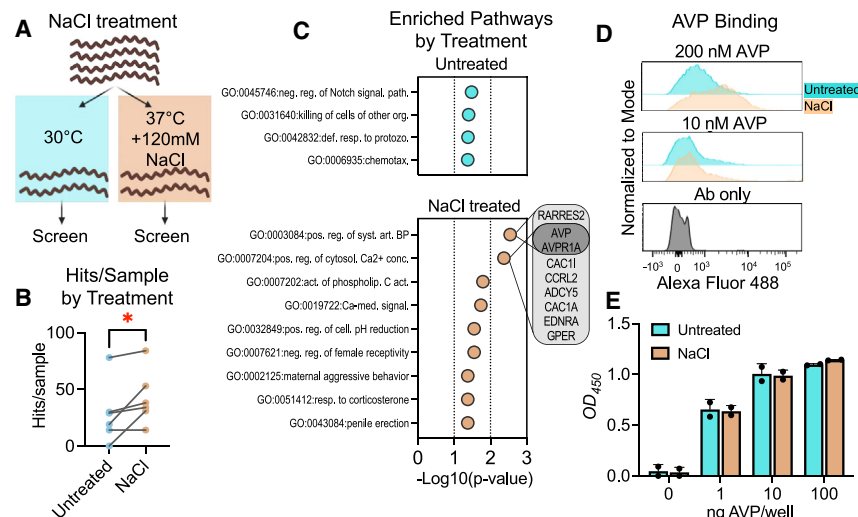 A
NaCl treatment
30°C
37°C
+120mM
NaCl
Screen
Screen
B
Hits/Sample
by Treatment
*
Hits/sample
100
50
0
Untreated
NaCl
C
Enriched Pathways
by Treatment
Untreated
GO:0045746:neg. reg. of Notch signal. path.
GO:0031640:killing of cells of other org.
GO:0042832:def. resp. to protozo.
GO:0006935:chemotax.
NaCl treated
GO:0003084:pos. reg. of syst. art. BP
GO:0007204:pos. reg. of cytosol. Ca2+ conc.
GO:0007202:act. of phospholip. C act.
GO:0019722:Ca-med. signal.
GO:0032849:pos. reg. of cell. pH reduction
GO:0007621:neg. reg. of female receptivity
GO:0002125:maternal aggressive behavior
GO:0051412:resp. to corticosterone
GO:0043084:penile erection
0 1 2 3
-Log10(p-value)
RARRES2
AVP
AVPR1A
CAC1I
CCRL2
ADCY5
CAC1A
EDNRA
GPER
D
AVP Binding
200 nM AVP
Untreated
NaCl
10 nM AVP
Ab only
Normalized to Mode
-10³ 0 10³ 10⁴ 10⁵
Alexa Fluor 488
E
Untreated
NaCl
OD450
1.5
1.0
0.5
0.0
0 1 10 100
ng AVP/well